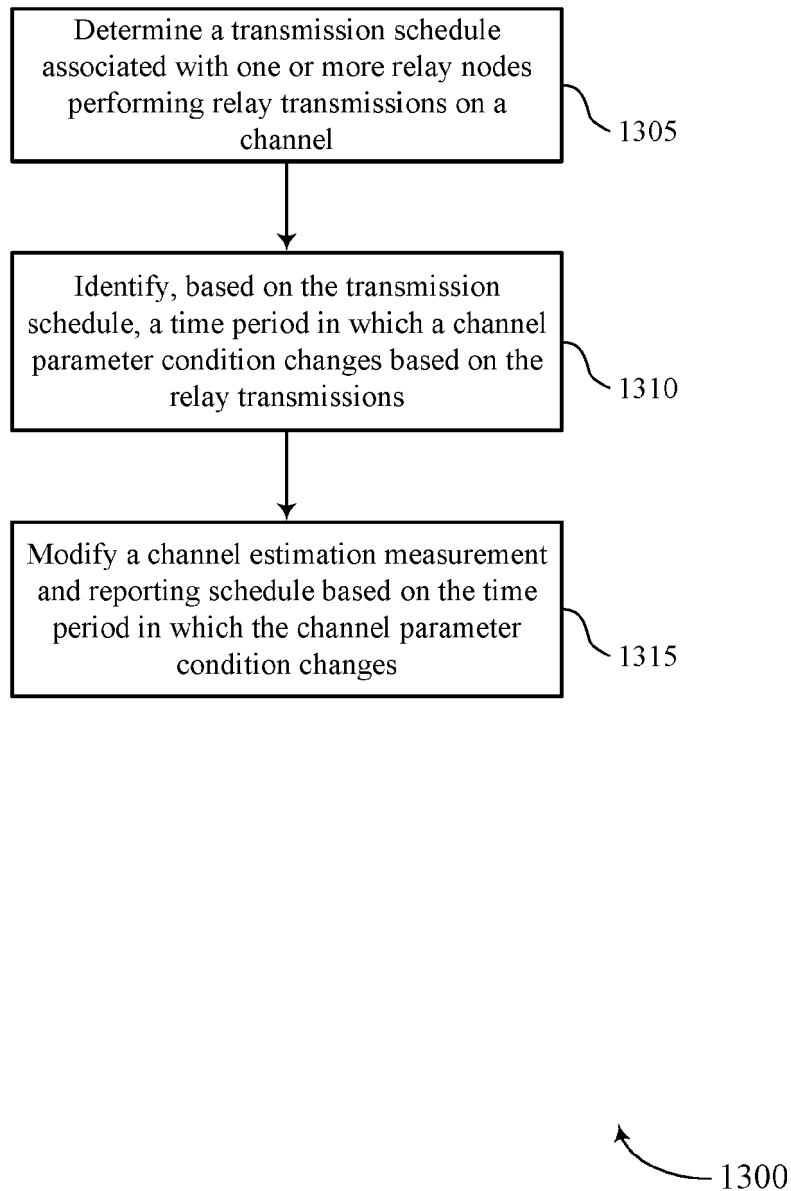 Determine a transmission schedule
associated with one or more relay nodes
performing relay transmissions on a
channel
1305
Identify, based on the transmission
schedule, a time period in which a channel
parameter condition changes based on the
relay transmissions
1310
Modify a channel estimation measurement
and reporting schedule based on the time
period in which the channel parameter
condition changes
1315
1300